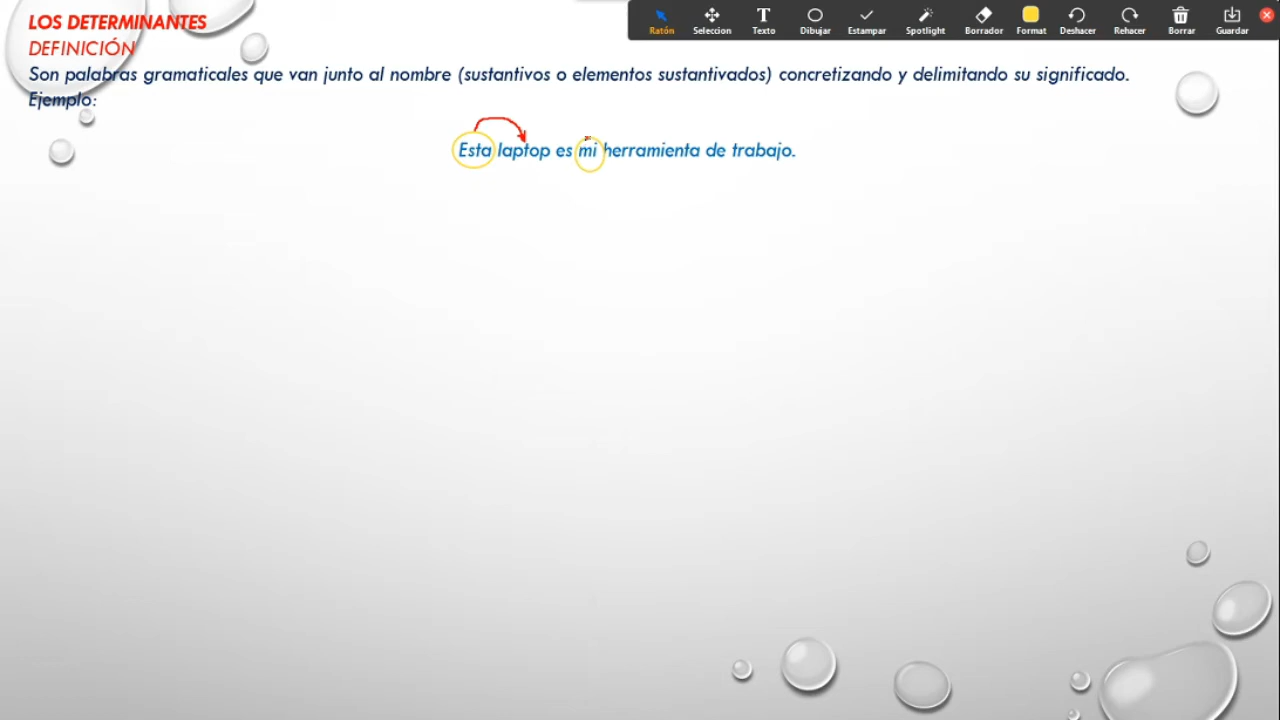 LOS DETERMINANTES
DEFINICIÓN
Son palabras gramaticales que van junto al nombre (sustantivos o elementos sustantivados) concretizando y delimitando su significado.
Ejemplo:
Esta laptop es mi herramienta de trabajo.
Ratón Seleccion Texto Dibujar Estampar Spotlight Borrador Format Deshacer Rehacer Borrar Guardar